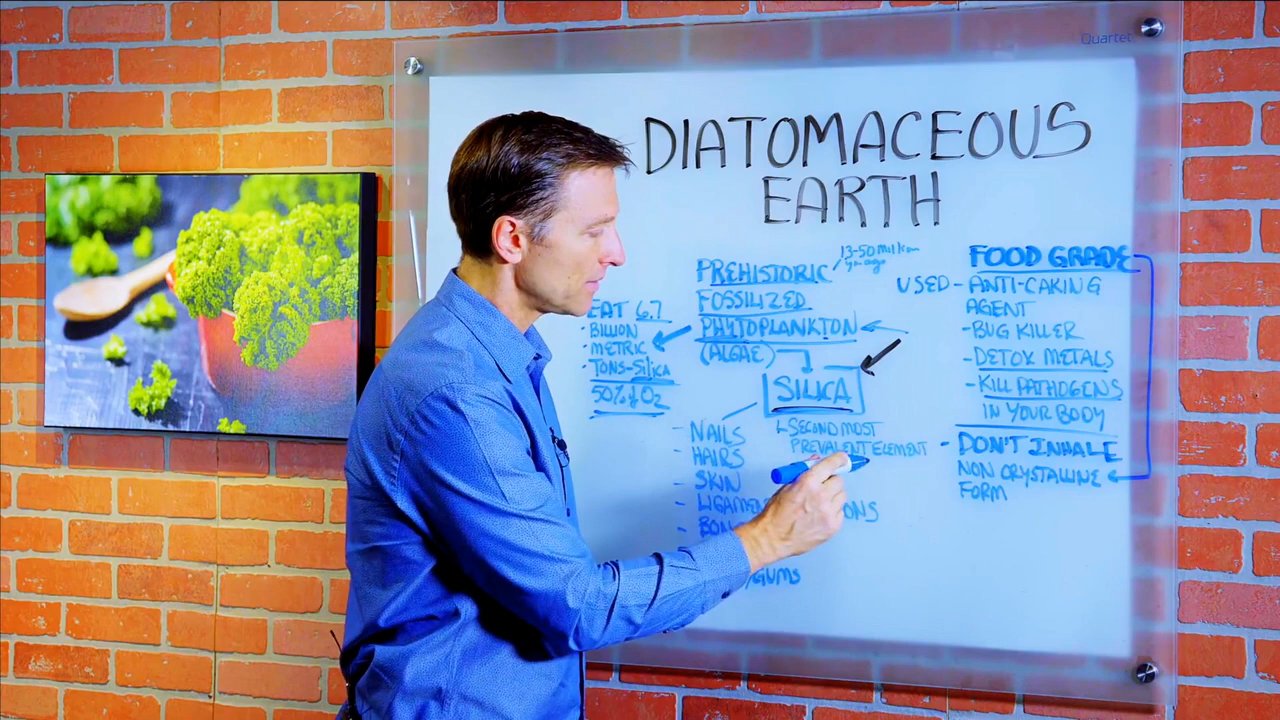 Quartet
DIATOMACEOUS
EARTH
13-50 million
PREHISTORIC
FOSSILIZED
PHYTOPLANKTON
(ALGAE)
SILICA
SECOND MOST
PREVALENT ELEMENT
EAT 6.7
- BILLION
- METRIC
- TONS-SILICA
50% of O2
- NAILS
- HAIRS
- SKIN
- BON
/GUMS
FOOD GRADE
USED - ANTI-CAKING
AGENT
- BUG KILLER
- DETOX METALS
- KILL PATHOGENS
IN YOUR BODY
- DON'T INHALE
NON CRYSTALLINE
FORM